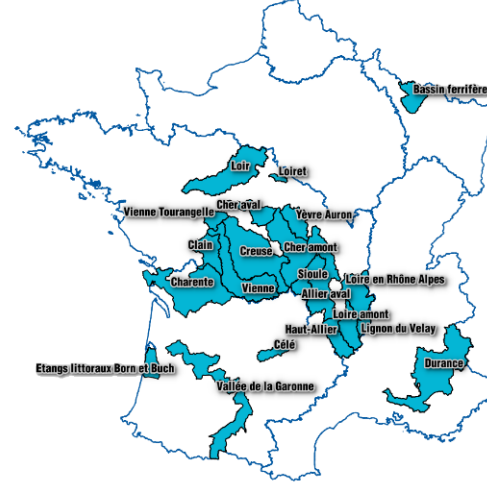 Bassin ferrifère
Loir
Loiret
Cher aval
Vienne Tourangelle
Yèvre Auron
Clain
Creuse
Cher amont
Sioule
Charente
Vienne
Loire en Rhône Alpes
Allier aval
Loire amont
Haut-Allier
Lignon du Velay
Célé
Etangs littoraux Born et Buch
Durance
Vallée de la Garonne